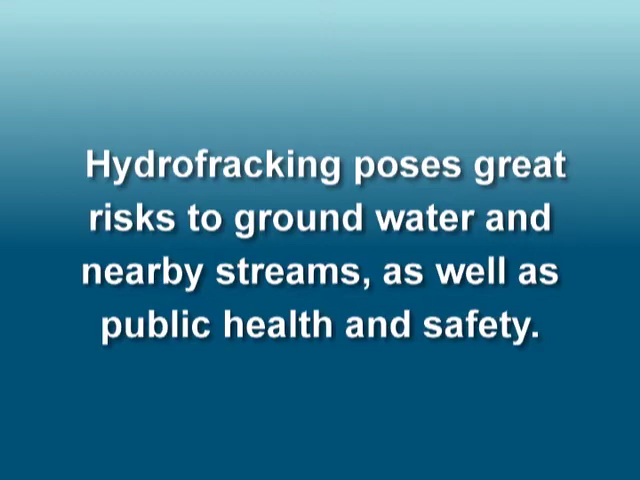 Hydrofracking poses great
risks to ground water and
nearby streams, as well as
public health and safety.